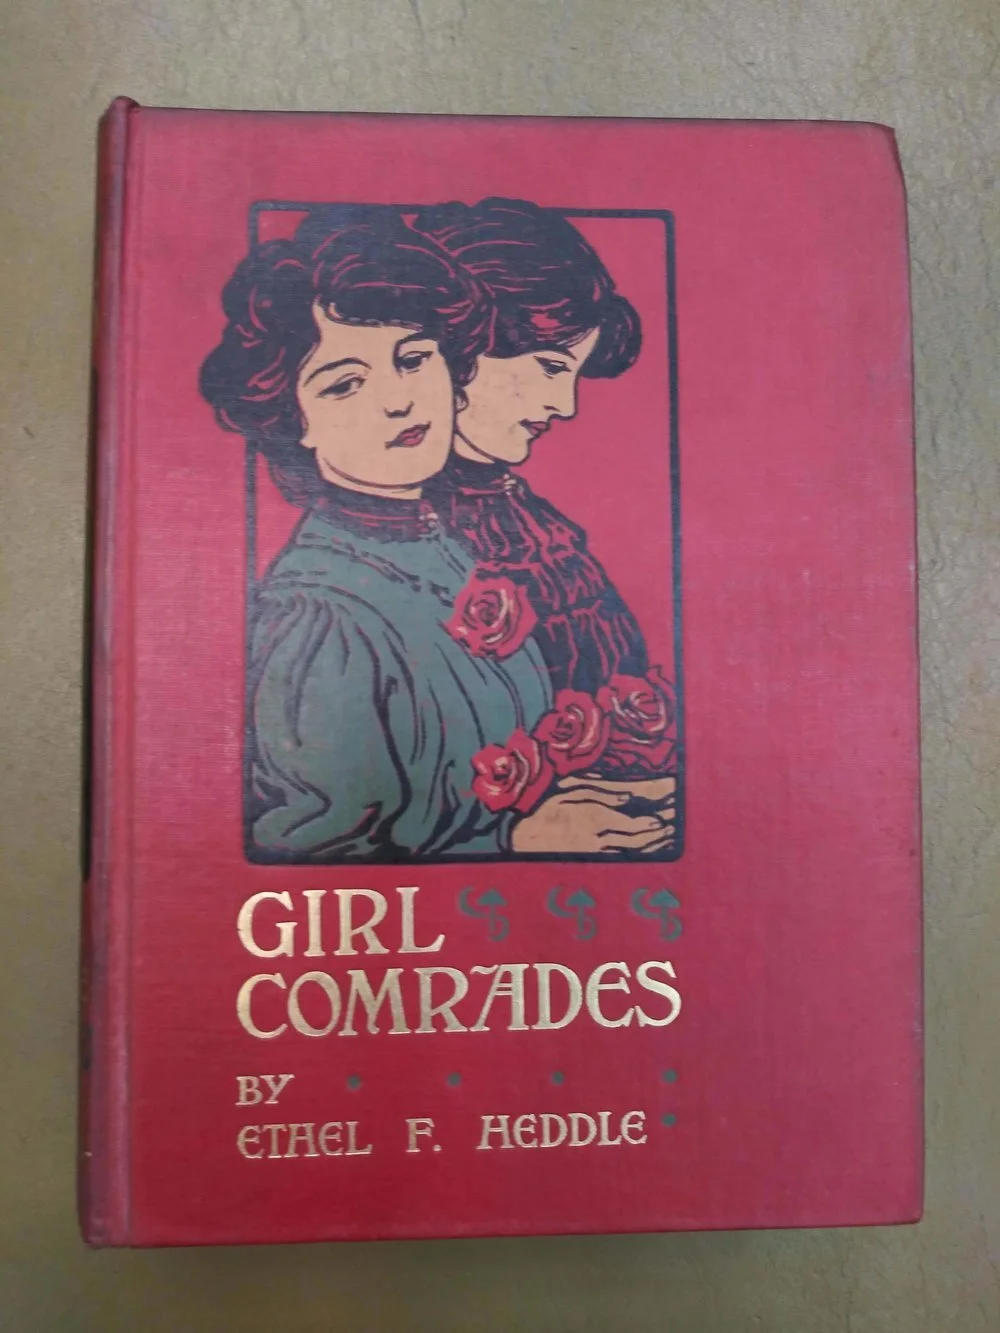 GIRL
COMRADES
BY
ETHEL F. HEDDLE